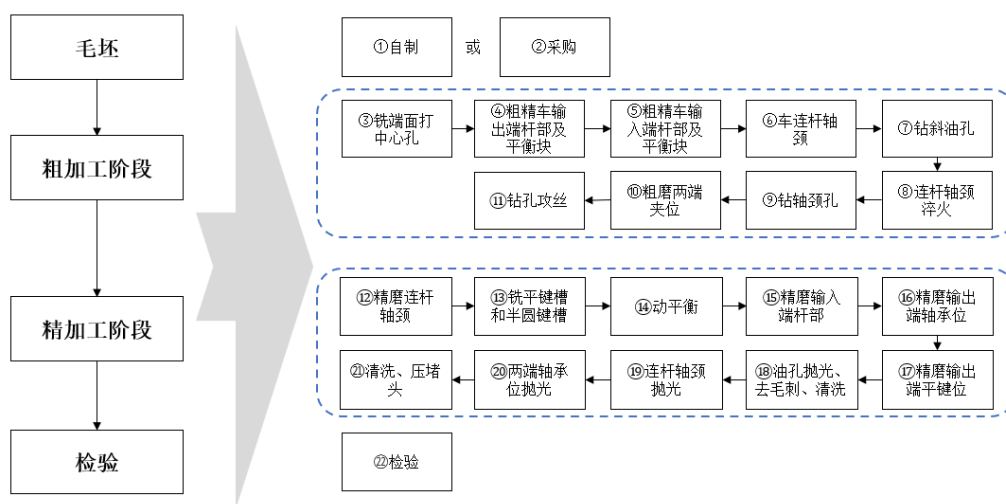 毛坯
粗加工阶段
精加工阶段
检验
①自制
或
②采购
③铣端面打
中心孔
④粗精车输
出端杆部及
平衡块
⑤粗精车输
入端杆部及
平衡块
⑥车连杆轴
颈
⑦钻斜油孔
⑧连杆轴颈
淬火
⑨钻轴颈孔
⑩粗磨两端
夹位
⑪钻孔攻丝
⑫精磨连杆
轴颈
⑬铣平键槽
和半圆键槽
⑭动平衡
⑮精磨输入
端杆部
⑯精磨输出
端轴承位
⑰精磨输出
端平键位
⑱油孔抛光、
去毛刺、清洗
⑲连杆轴颈
抛光
⑳两端轴承
位抛光
㉑清洗、压堵
头
㉒检验